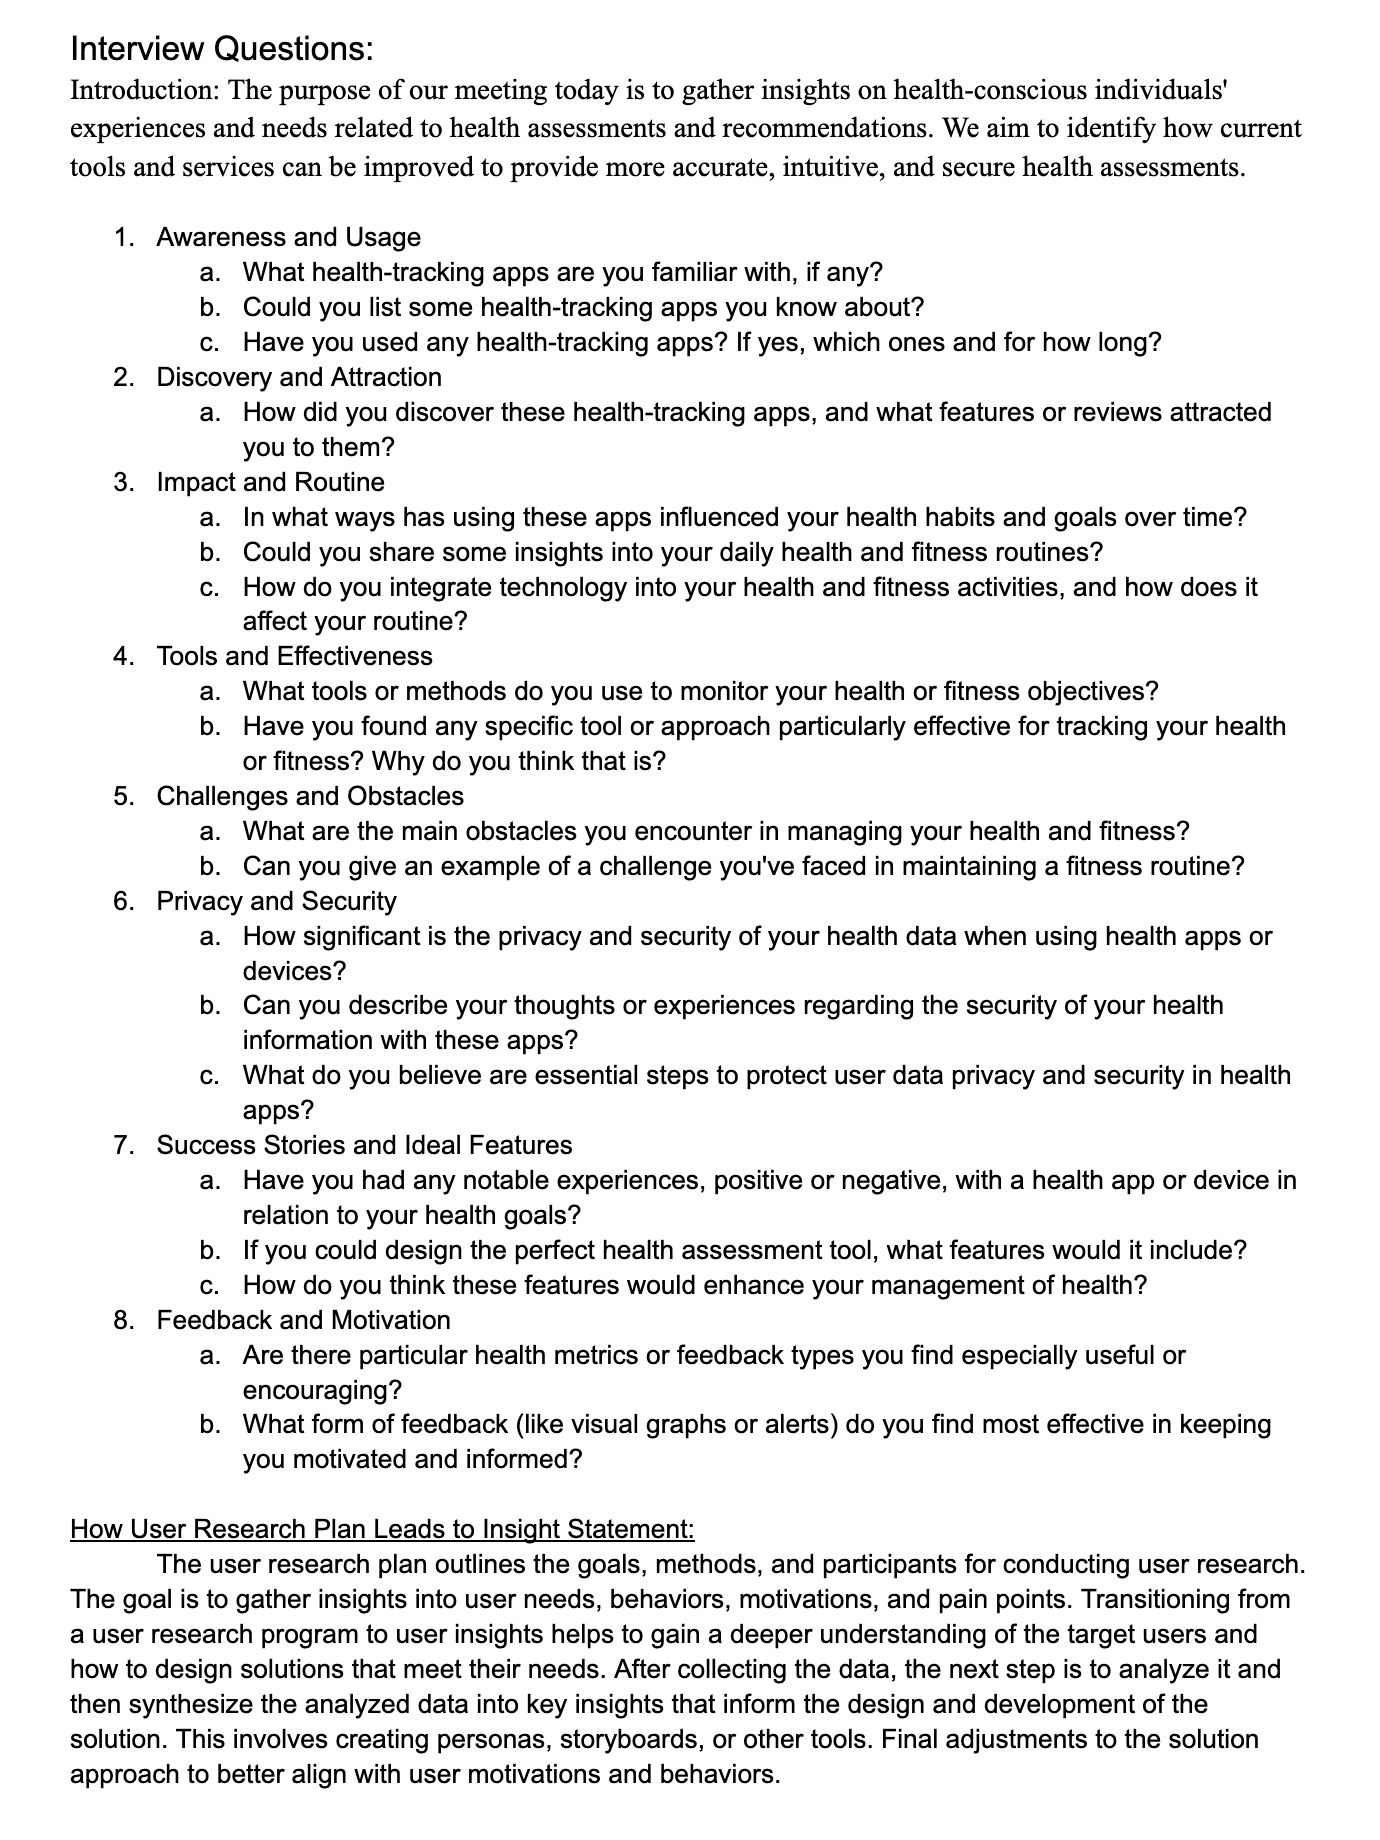 Interview Questions:
Introduction: The purpose of our meeting today is to gather insights on health-conscious individuals'
experiences and needs related to health assessments and recommendations. We aim to identify how current
tools and services can be improved to provide more accurate, intuitive, and secure health assessments.
1. Awareness and Usage
a. What health-tracking apps are you familiar with, if any?
b. Could you list some health-tracking apps you know about?
c. Have you used any health-tracking apps? If yes, which ones and for how long?
2. Discovery and Attraction
a. How did you discover these health-tracking apps, and what features or reviews attracted
you to them?
3. Impact and Routine
a. In what ways has using these apps influenced your health habits and goals over time?
b. Could you share some insights into your daily health and fitness routines?
c. How do you integrate technology into your health and fitness activities, and how does it
affect your routine?
4. Tools and Effectiveness
a. What tools or methods do you use to monitor your health or fitness objectives?
b. Have you found any specific tool or approach particularly effective for tracking your health
or fitness? Why do you think that is?
5. Challenges and Obstacles
a. What are the main obstacles you encounter in managing your health and fitness?
b. Can you give an example of a challenge you've faced in maintaining a fitness routine?
6. Privacy and Security
a. How significant is the privacy and security of your health data when using health apps or
devices?
b. Can you describe your thoughts or experiences regarding the security of your health
information with these apps?
c. What do you believe are essential steps to protect user data privacy and security in health
apps?
7. Success Stories and Ideal Features
a. Have you had any notable experiences, positive or negative, with a health app or device in
relation to your health goals?
b. If you could design the perfect health assessment tool, what features would it include?
c. How do you think these features would enhance your management of health?
8. Feedback and Motivation
a. Are there particular health metrics or feedback types you find especially useful or
encouraging?
b. What form of feedback (like visual graphs or alerts) do you find most effective in keeping
you motivated and informed?
How User Research Plan Leads to Insight Statement:
The user research plan outlines the goals, methods, and participants for conducting user research.
The goal is to gather insights into user needs, behaviors, motivations, and pain points. Transitioning from
a user research program to user insights helps to gain a deeper understanding of the target users and
how to design solutions that meet their needs. After collecting the data, the next step is to analyze it and
then synthesize the analyzed data into key insights that inform the design and development of the
solution. This involves creating personas, storyboards, or other tools. Final adjustments to the solution
approach to better align with user motivations and behaviors.